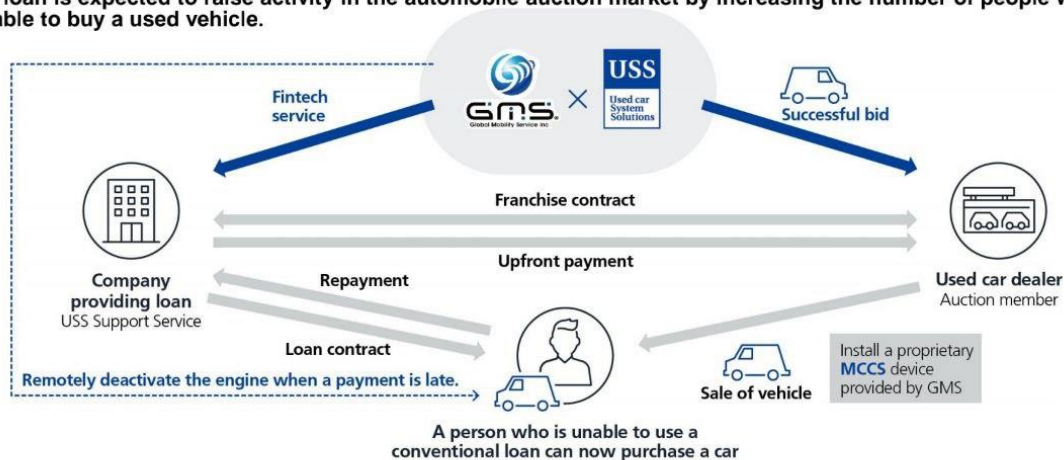 loan is expected to raise activity in the automobile auction market by increasing the number of people
able to buy a used vehicle.
Fintech
service
GMS
Global Mobility Service Inc
×
USS
Used car
System
Solutions
Successful bid
Franchise contract
Upfront payment
Company
providing loan
USS Support Service
Repayment
Loan contract
Used car dealer
Auction member
Remotely deactivate the engine when a payment is late.
Sale of vehicle
Install a proprietary
MCCS device
provided by GMS
A person who is unable to use a
conventional loan can now purchase a car